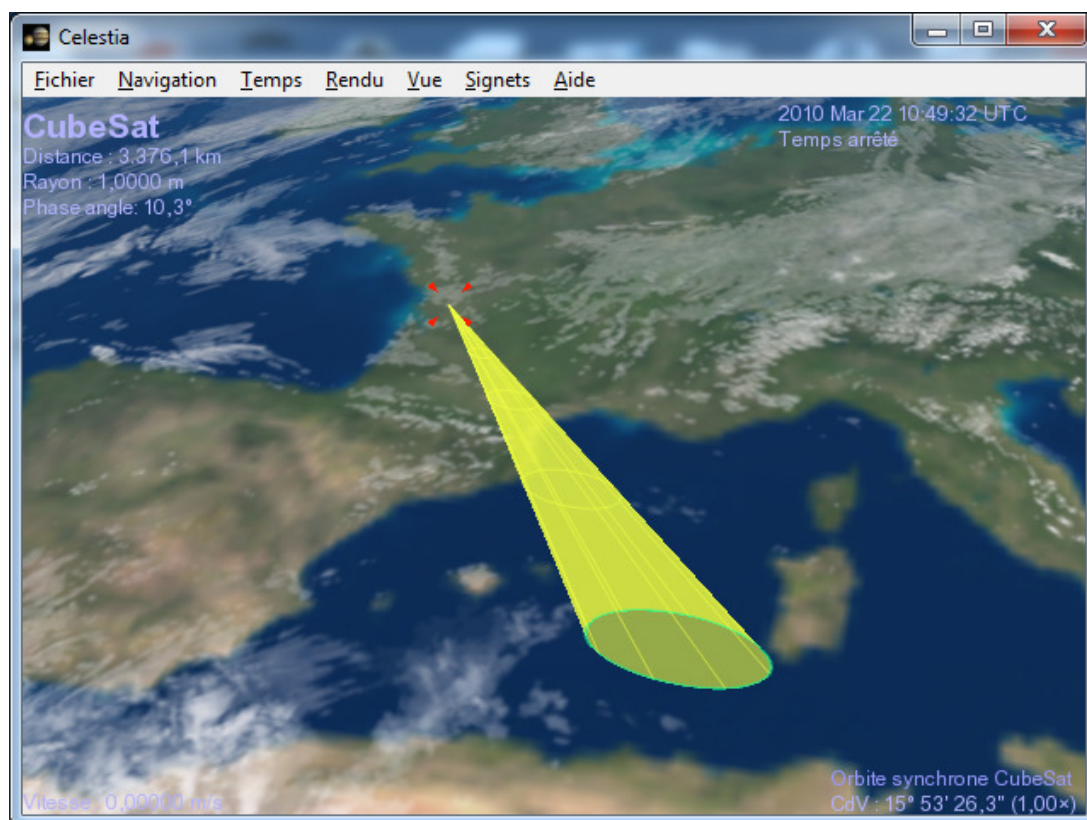 Celestia
Fichier Navigation Temps Rendu Vue Signets Aide
CubeSat
Distance : 3.376,1 km
Rayon : 1,0000 m
Phase angle: 10,3°
2010 Mar 22 10:49:32 UTC
Temps arrêté
Vitesse : 0,00000 m/s
Orbite synchrone CubeSat
CdV : 15° 53' 26,3" (1,00×)